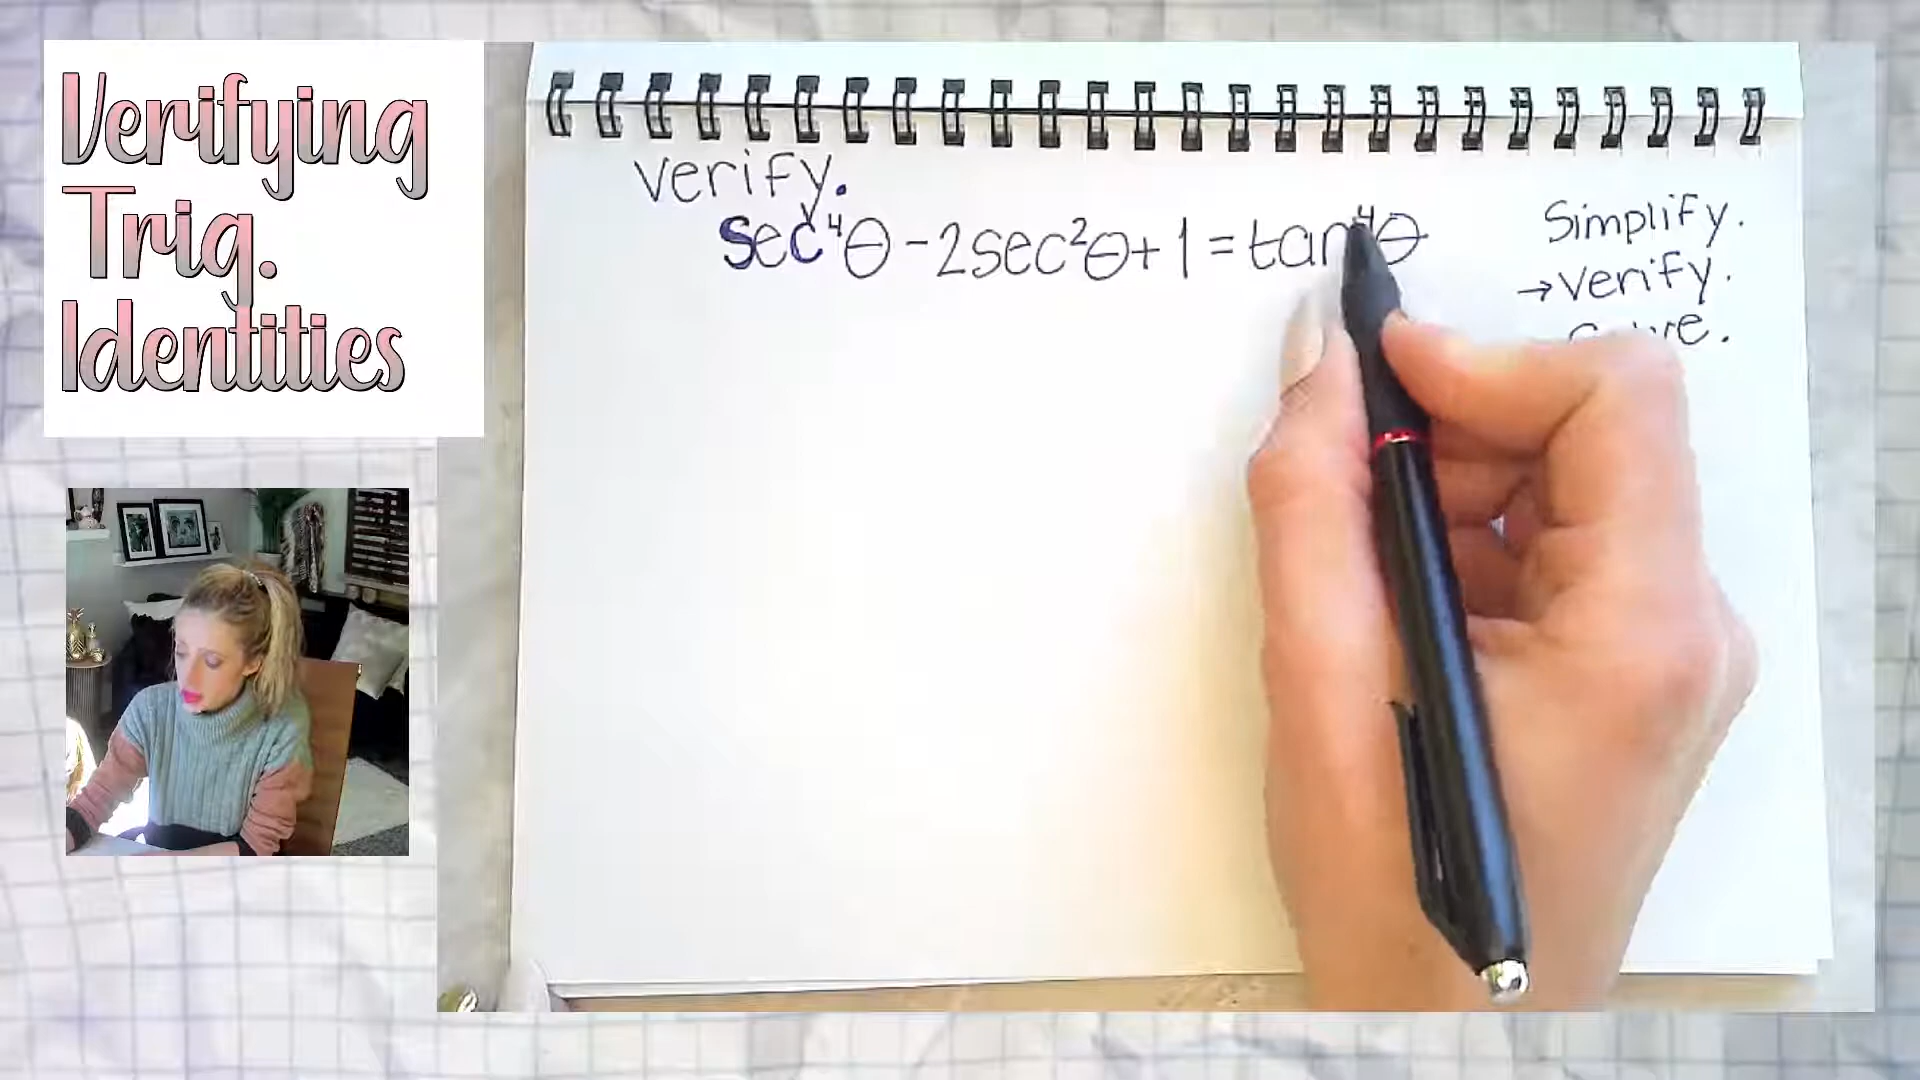 Verifying
Trig.
Identities
Verify.
sec⁴θ - 2sec²θ + 1 = tan⁴θ
Simplify.
→ Verify.